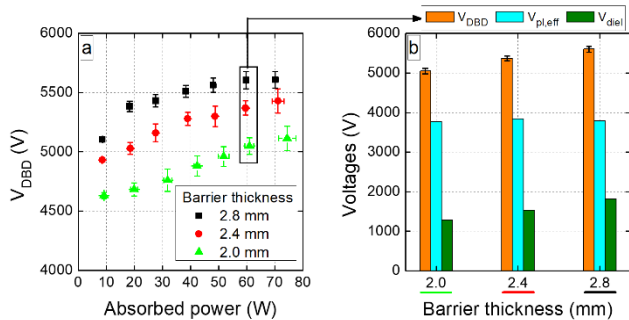 V_DBD V_pl,eff V_diel
a
6000
5500
5000
4500
4000
V_DBD (V)
Barrier thickness
2.8 mm
2.4 mm
2.0 mm
0 10 20 30 40 50 60 70 80
Absorbed power (W)
b
6000
5000
4000
3000
2000
1000
0
Voltages (V)
2.0 2.4 2.8
Barrier thickness (mm)